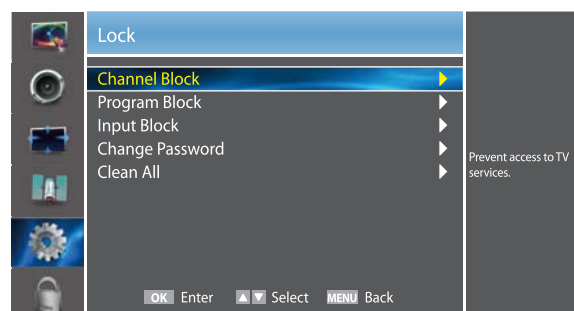 Lock
Channel Block
Program Block
Input Block
Change Password
Clean All
Prevent access to TV
services.
OK Enter ▲ ▼ Select MENU Back